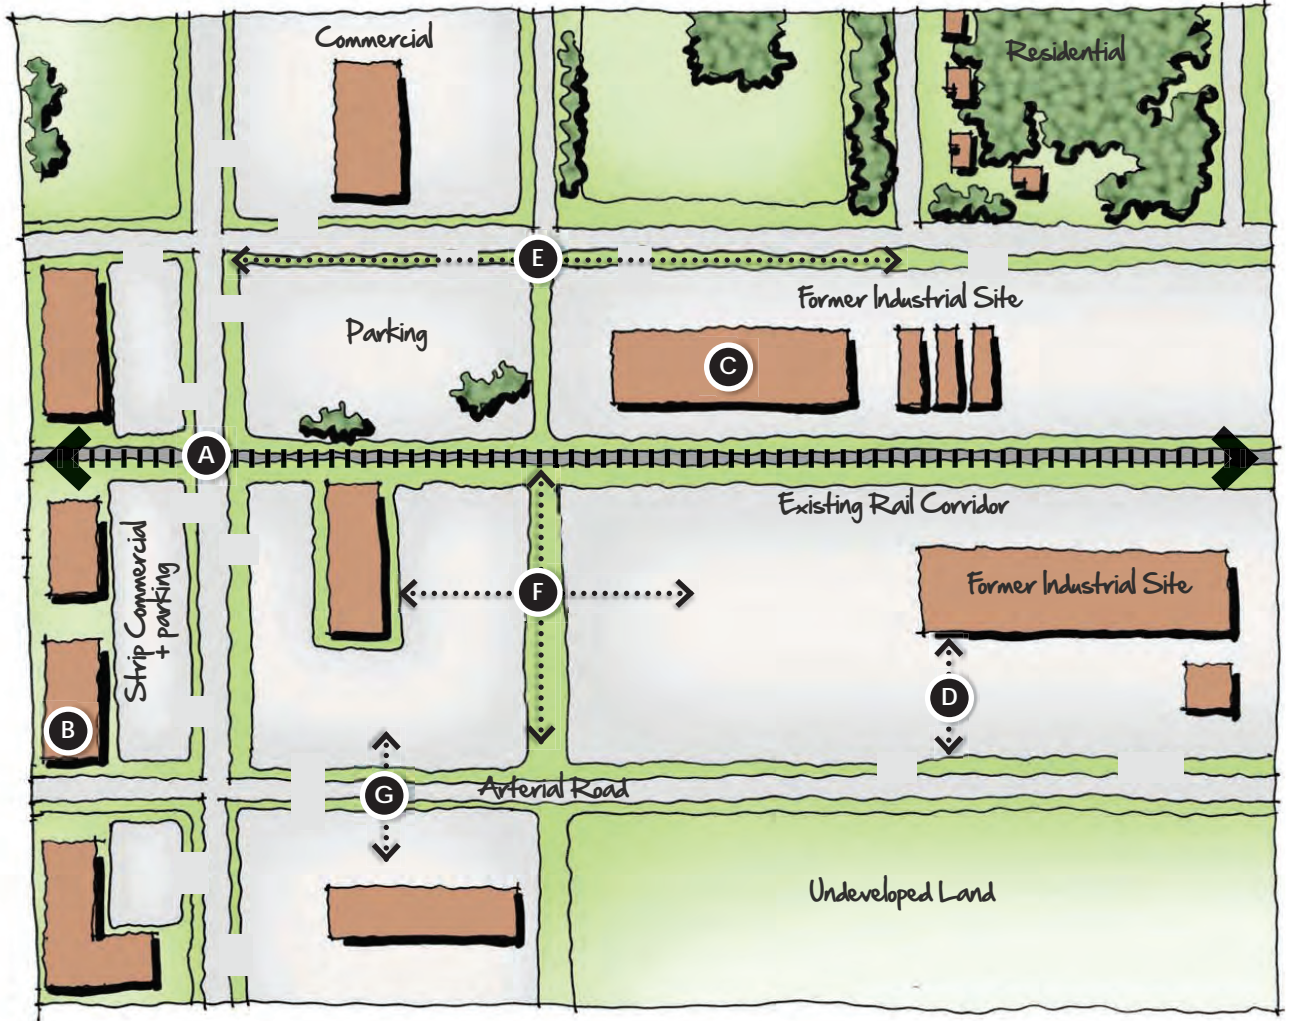 Commercial
Residential
E
Former Industrial Site
Parking
C
A
Existing Rail Corridor
Strip Commercial
+ parking
F
Former Industrial Site
D
B
Arterial Road
G
Undeveloped Land